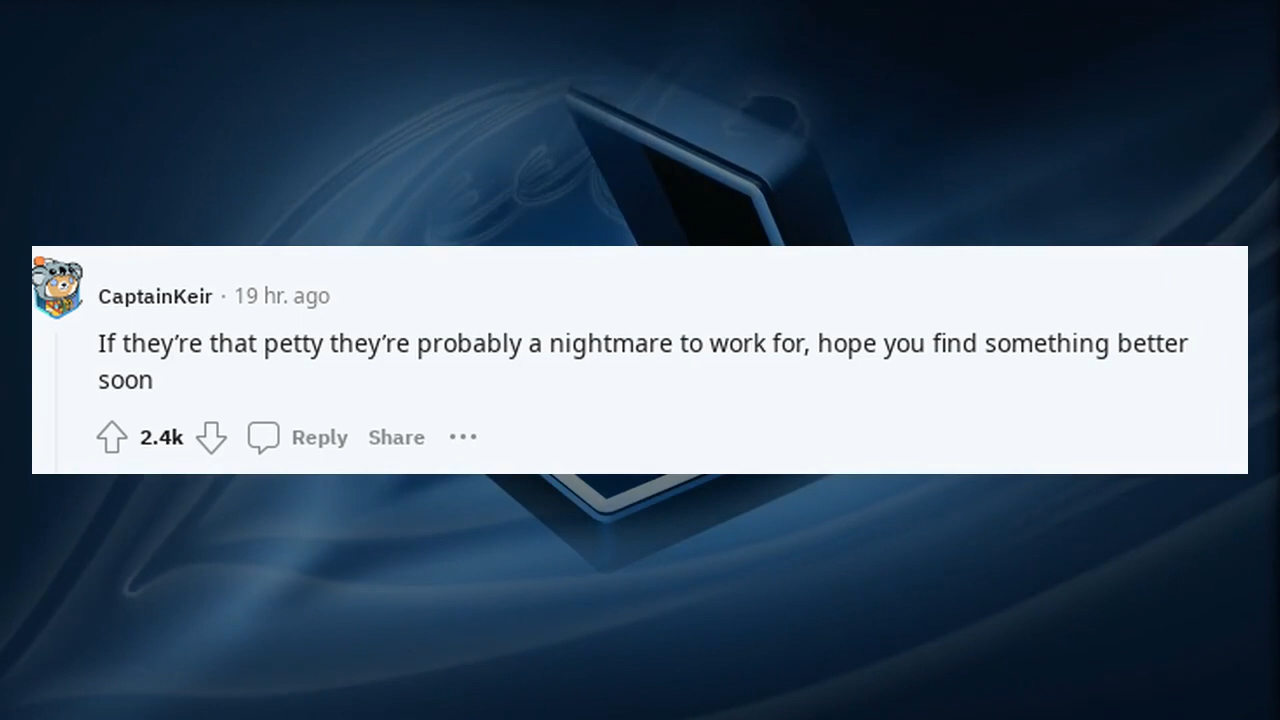 CaptainKeir · 19 hr. ago
If they’re that petty they’re probably a nightmare to work for, hope you find something better
soon
2.4k Reply Share ···